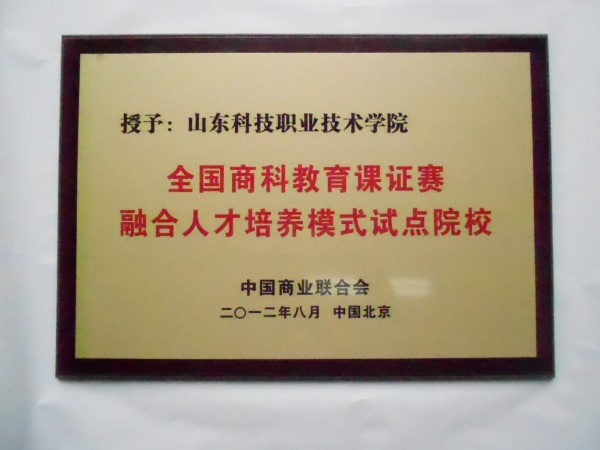 授予：山东科技职业技术学院
全国商科教育课证赛
融合人才培养模式试点院校
中国商业联合会
二〇一二年八月 中国北京